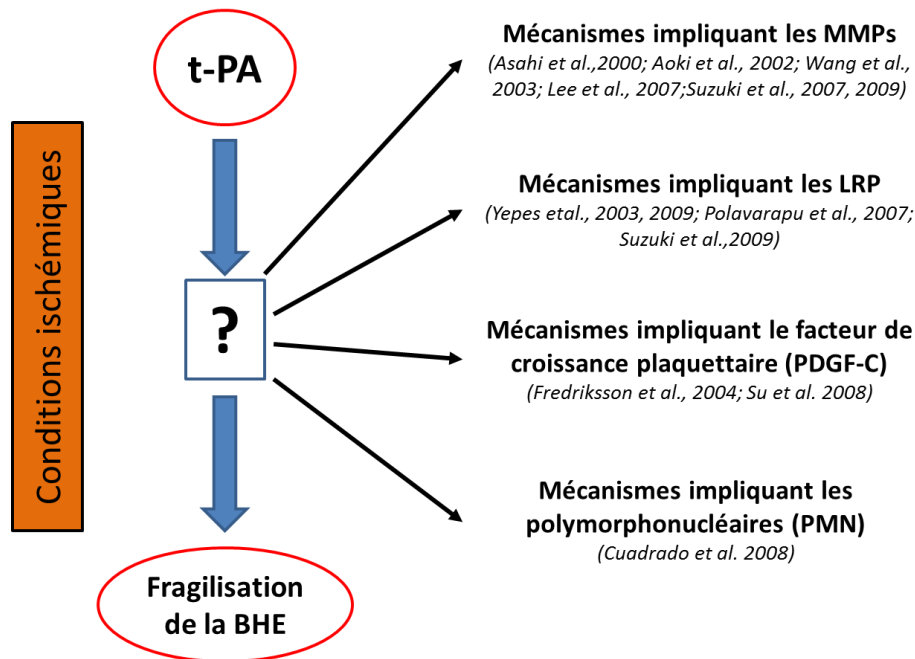 t-PA
Conditions ischémiques
?
Fragilisation
de la BHE
Mécanismes impliquant les MMPs
(Asahi et al.,2000; Aoki et al., 2002; Wang et al.,
2003; Lee et al., 2007;Suzuki et al., 2007, 2009)
Mécanismes impliquant les LRP
(Yepes etal., 2003, 2009; Polavarapu et al., 2007;
Suzuki et al.,2009)
Mécanismes impliquant le facteur de
croissance plaquettaire (PDGF-C)
(Fredriksson et al., 2004; Su et al. 2008)
Mécanismes impliquant les
polymorphonucléaires (PMN)
(Cuadrado et al. 2008)